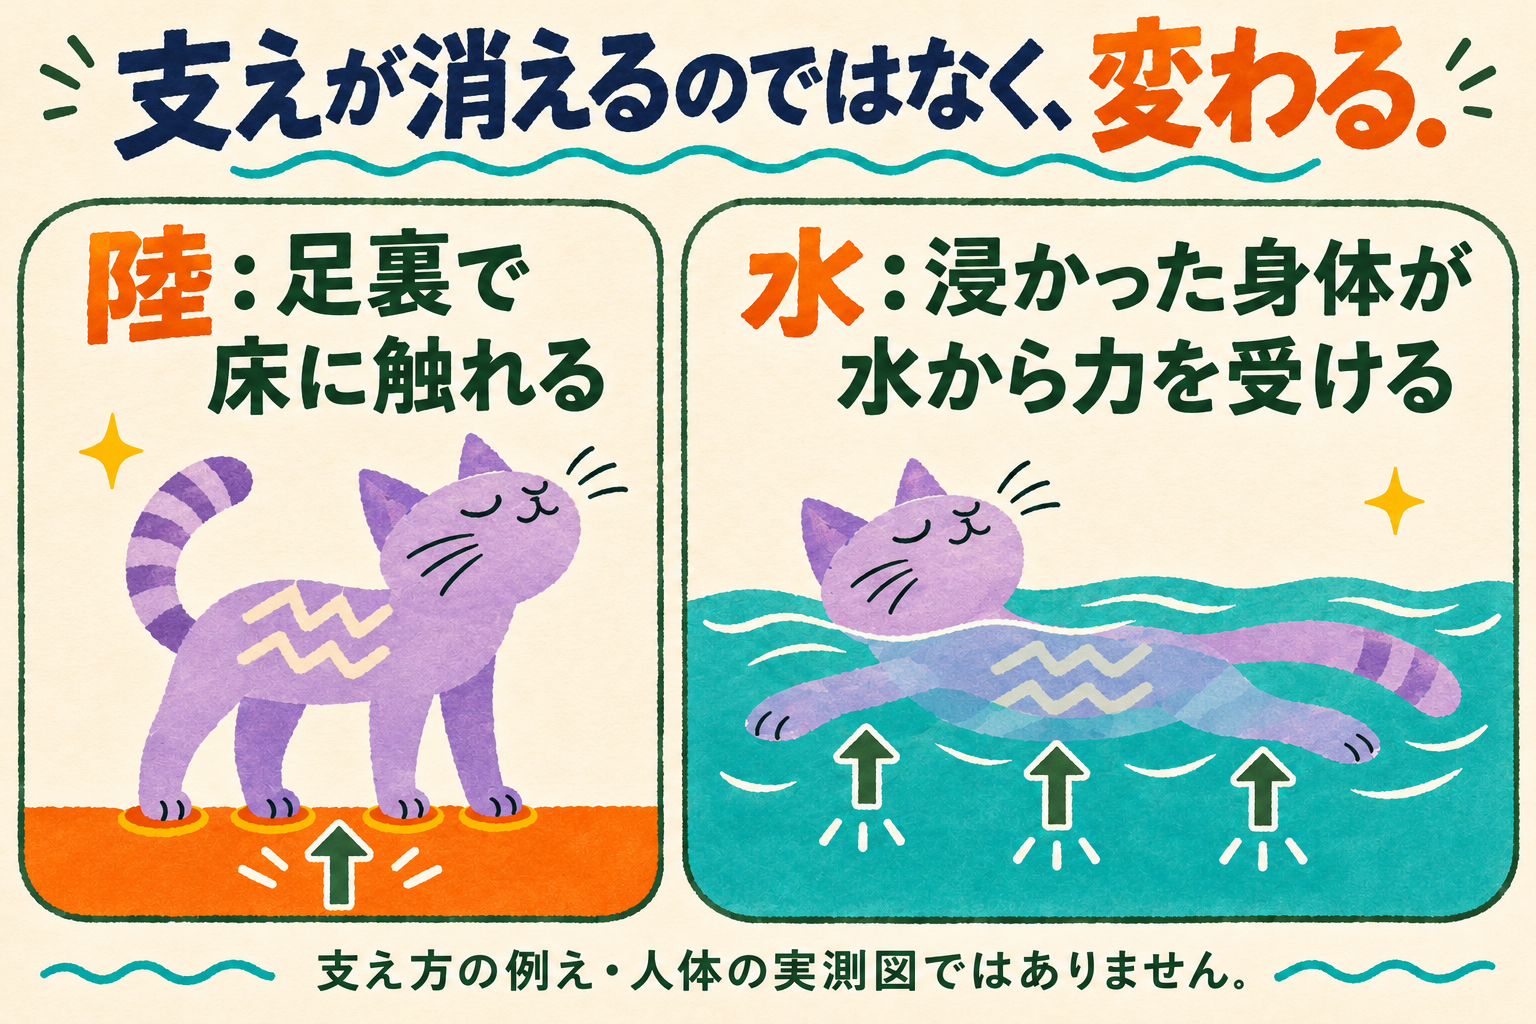 支えが消えるのではなく、変わる。
陸：足裏で
床に触れる
水：浸かった身体が
水から力を受ける
支え方の例え・人体の実測図ではありません。